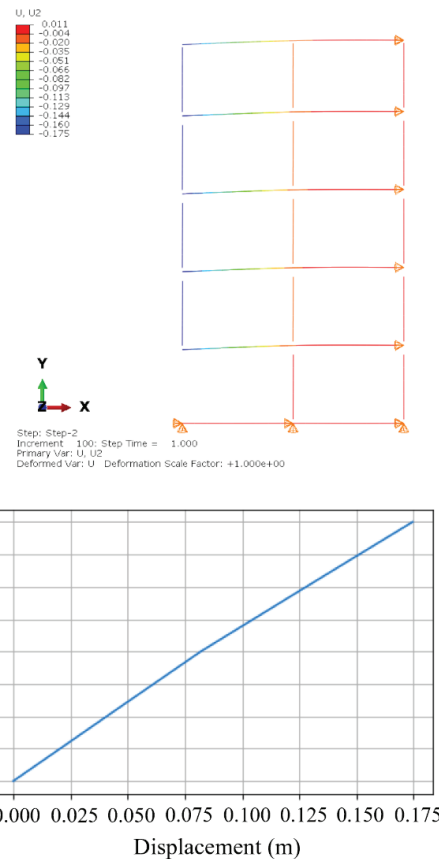 U, U2
0.011
-0.004
-0.020
-0.035
-0.051
-0.066
-0.082
-0.097
-0.113
-0.129
-0.144
-0.160
-0.175
Y
Z X
Step: Step-2
Increment 100: Step Time = 1.000
Primary Var: U, U2
Deformed Var: U Deformation Scale Factor: +1.000e+00
0.000 0.025 0.050 0.075 0.100 0.125 0.150 0.175
Displacement (m)